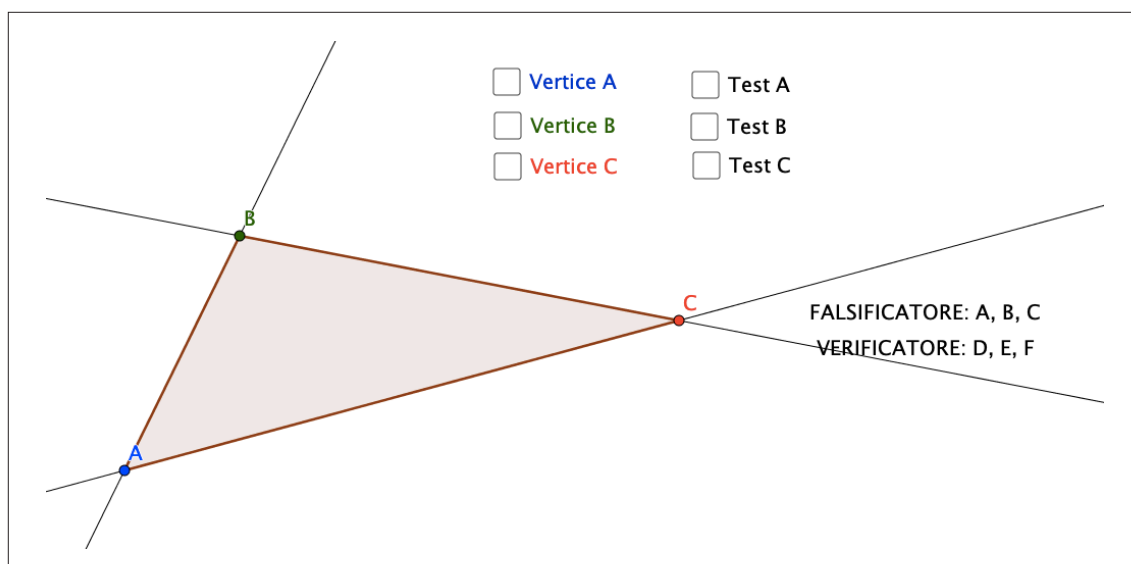 Vertice A
Test A
Vertice B
Test B
Vertice C
Test C
B
C
FALSIFICATORE: A, B, C
VERIFICATORE: D, E, F
A